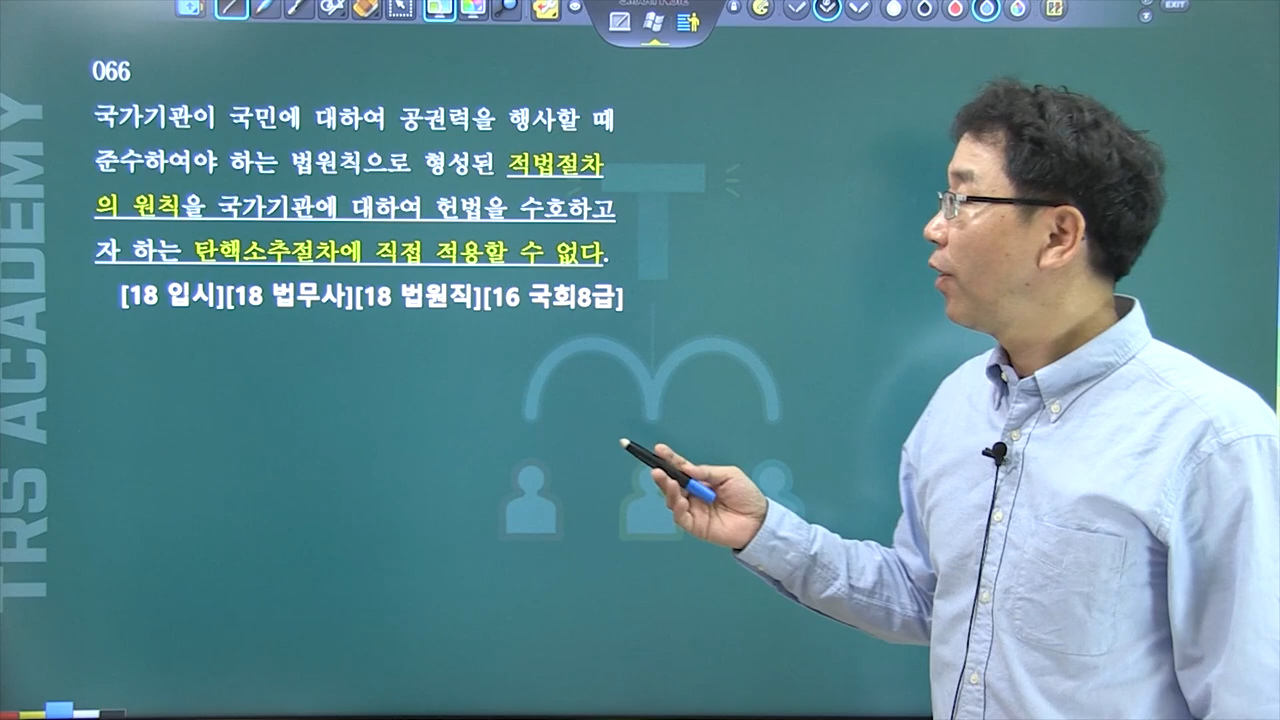 066
국가기관이 국민에 대하여 공권력을 행사할 때
준수하여야 하는 법원칙으로 형성된 적법절차
의 원칙을 국가기관에 대하여 헌법을 수호하고
자 하는 탄핵소추절차에 직접 적용할 수 없다.
[18 입시][18 법무사][18 법원직][16 국회8급]
TRS ACADEMY
EXIT